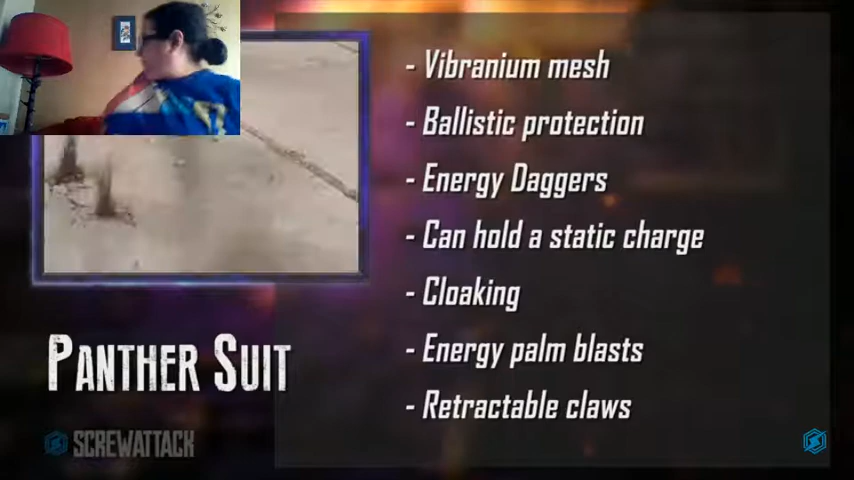 - Vibranium mesh
- Ballistic protection
- Energy Daggers
- Can hold a static charge
- Cloaking
- Energy palm blasts
- Retractable claws
PANTHER SUIT
SCREWATTACK